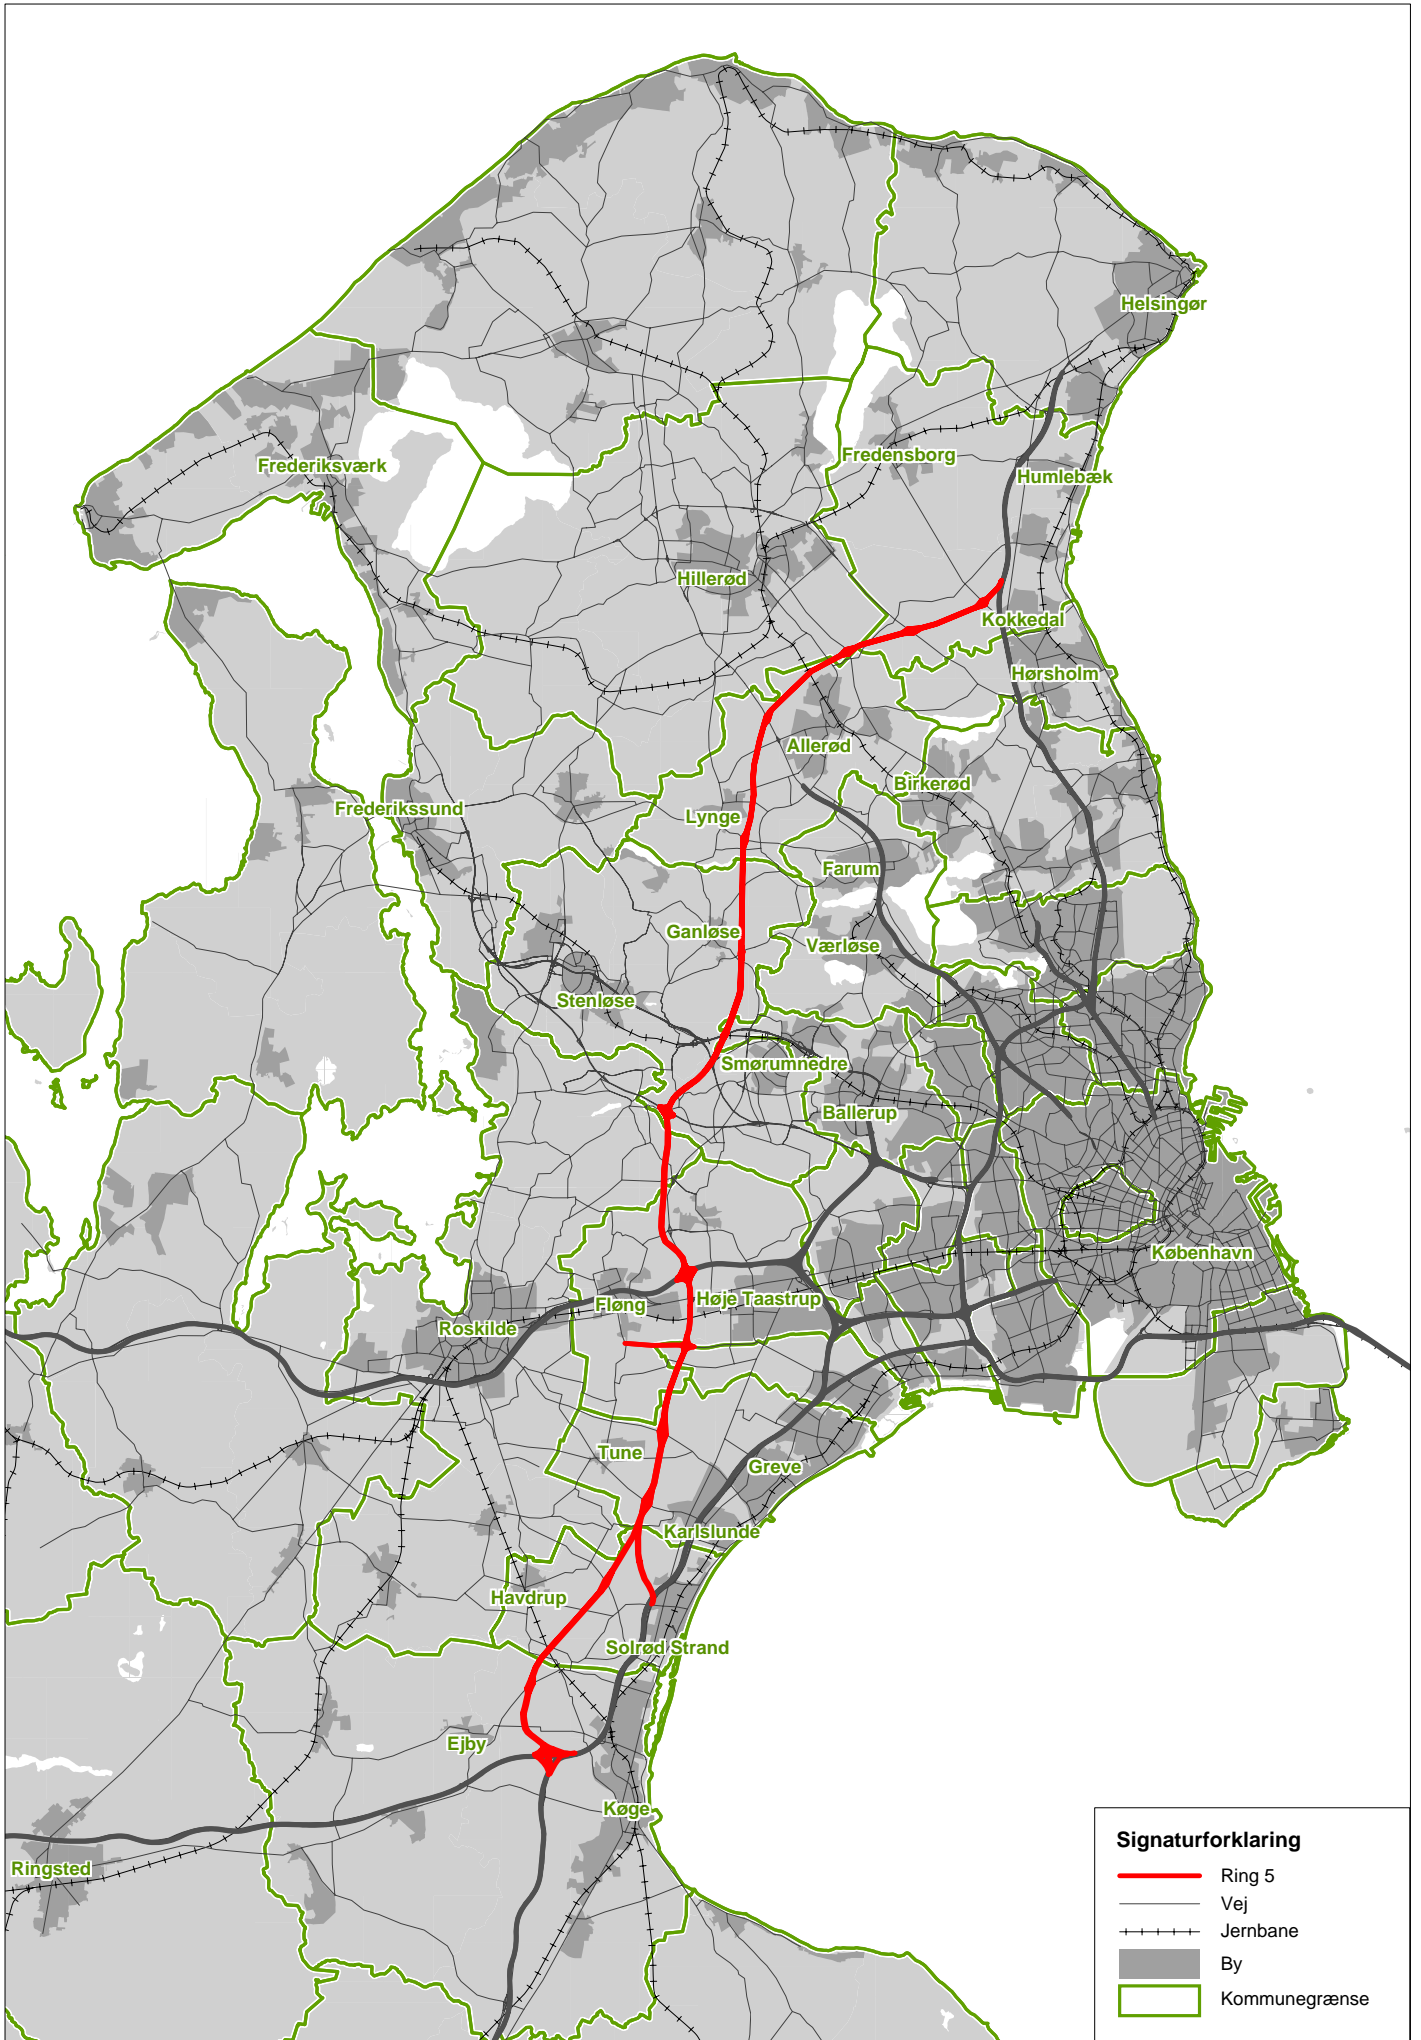 Helsingør
Fredensborg
Frederiksværk
Humlebæk
Hillerød
Kokkedal
Hørsholm
Allerød
Birkerød
Frederikssund
Lynge
Farum
Ganløse
Værløse
Stenløse
Smørumnedre
Ballerup
København
Fløng
Høje Taastrup
Roskilde
Tune
Greve
Karlslunde
Havdrup
Solrød Strand
Ejby
Køge
Ringsted
Signaturforklaring
Ring 5
Vej
Jernbane
By
Kommunegrænse